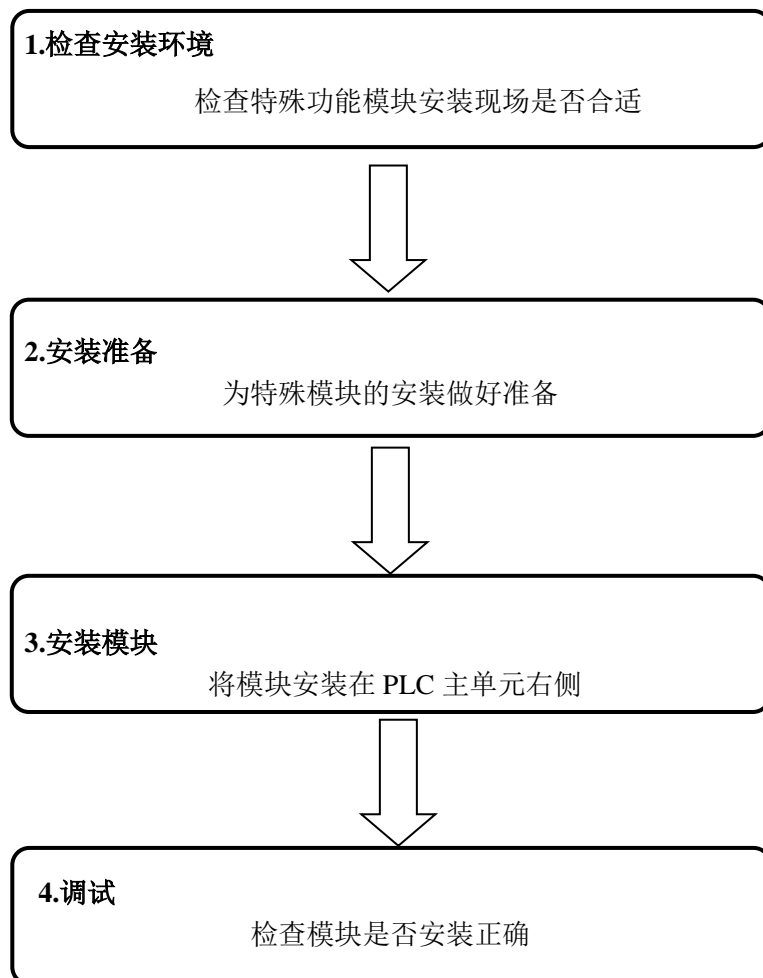 1.检查安装环境
检查特殊功能模块安装现场是否合适
2.安装准备
为特殊模块的安装做好准备
3.安装模块
将模块安装在 PLC 主单元右侧
4.调试
检查模块是否安装正确